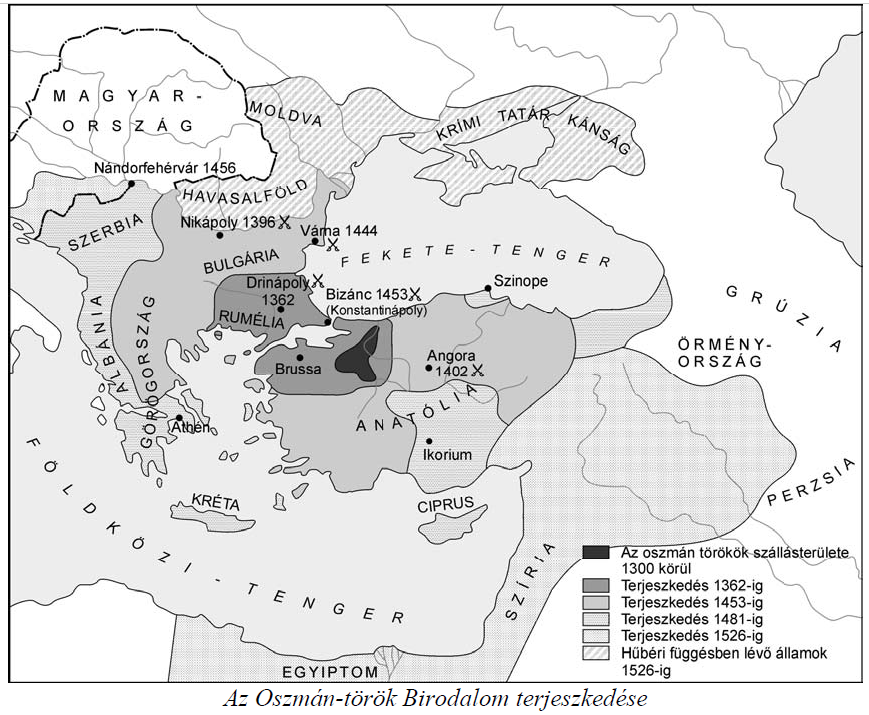 MAGYAR-
ORSZÁG
MOLDVA
KRÍMI TATÁR KÁNSÁG
Nándorfehérvár 1456
HAVASALFÖLD
SZERBIA
Nikápoly 1396
Várna 1444
FEKETE-TENGER
BULGÁRIA
Drinápoly
1362
Bizánc 1453
(Konstantinápoly)
Szinope
GRÚZIA
RUMÉLIA
ALBÁNIA
GÖRÖGORSZÁG
Brussa
Angora
1402
ÖRMÉNY-
ORSZÁG
ANATÓLIA
Athén
Ikorium
FÖLDKÖZI-TENGER
KRÉTA
CIPRUS
PERZSIA
SZÍRIA
EGYIPTOM
Az oszmán törökök szállásterülete
1300 körül
Terjeszkedés 1362-ig
Terjeszkedés 1453-ig
Terjeszkedés 1481-ig
Terjeszkedés 1526-ig
Hűbéri függésben lévő államok
1526-ig
Az Oszmán-török Birodalom terjeszkedése